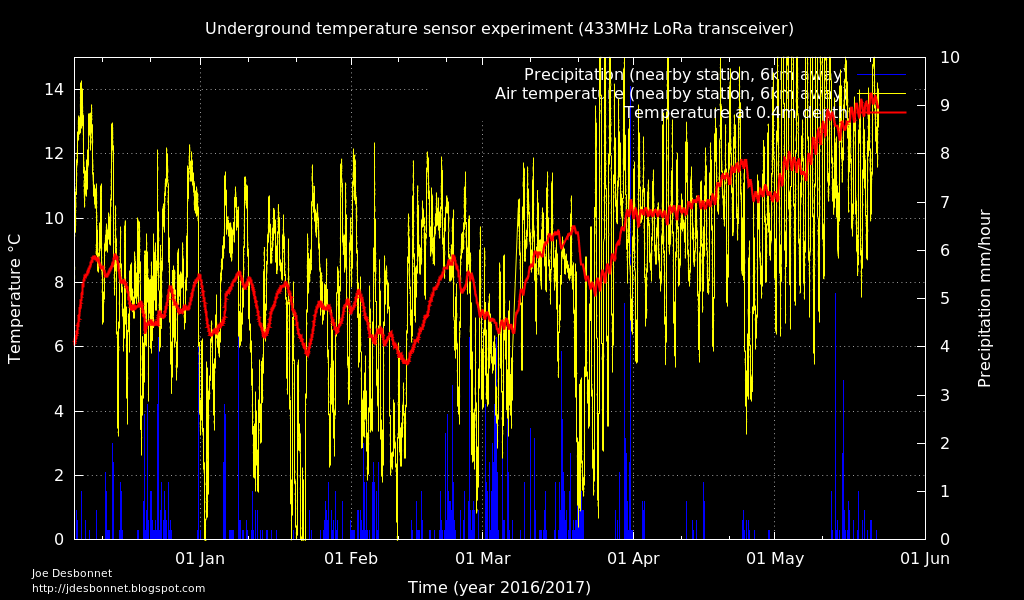 Underground temperature sensor experiment (433MHz LoRa transceiver)
Precipitation (nearby station, 6km away
Air temperature (nearby station, 6km away
Temperature at 0.4m depth
Temperature °C
14
12
10
8
6
4
2
0
10
9
8
7
6
5
4
3
2
1
0
Precipitation mm/hour
01 Jan
01 Feb
01 Mar
01 Apr
01 May
01 Jun
Time (year 2016/2017)
Joe Desbonnet
http://jdesbonnet.blogspot.com